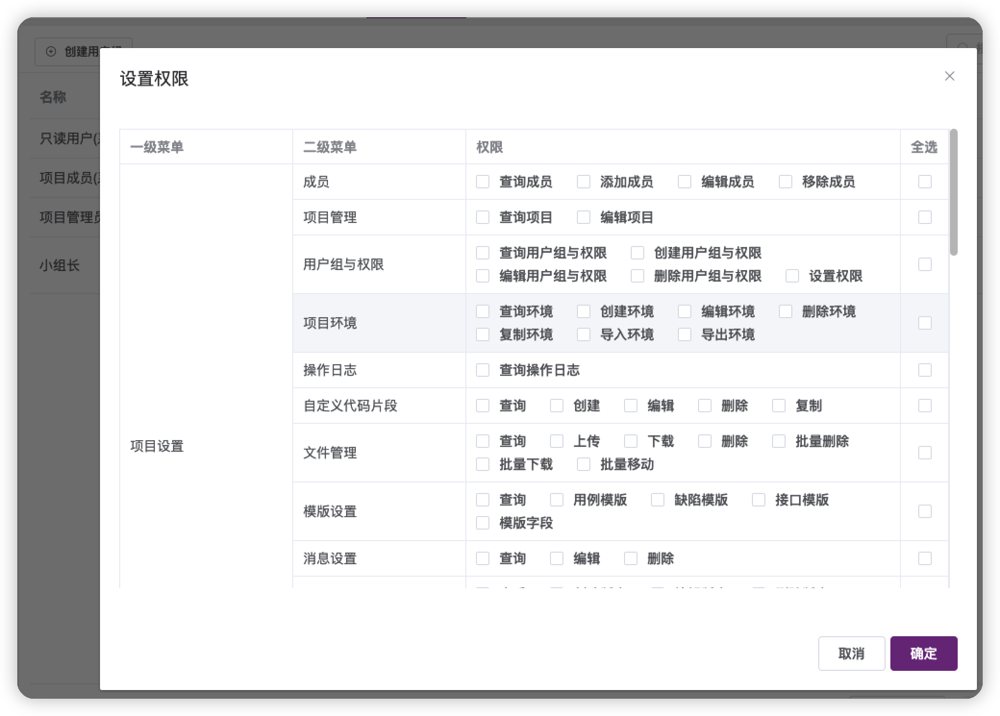 创建用
设置权限
名称
只读用户(
项目成员(
项目管理员
小组长
一级菜单 二级菜单 权限 全选
项目设置
成员 查询成员 添加成员 编辑成员 移除成员
项目管理 查询项目 编辑项目
用户组与权限
查询用户组与权限 创建用户组与权限
编辑用户组与权限 删除用户组与权限 设置权限
项目环境
查询环境 创建环境 编辑环境 删除环境
复制环境 导入环境 导出环境
操作日志 查询操作日志
自定义代码片段 查询 创建 编辑 删除 复制
文件管理
查询 上传 下载 删除 批量删除
批量下载 批量移动
模版设置
查询 用例模版 缺陷模版 接口模版
模版字段
消息设置 查询 编辑 删除
取消 确定